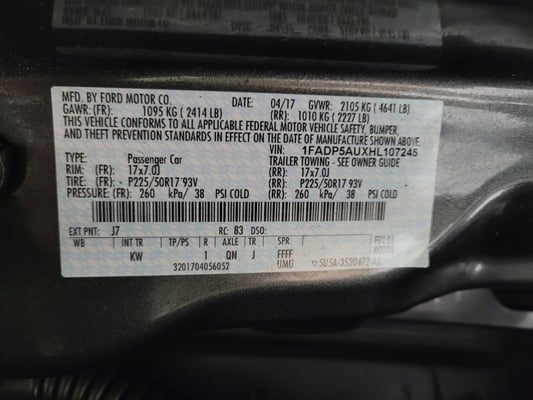 MFD. BY FORD MOTOR CO. DATE: 04/17 GVWR: 2105 KG ( 4641 LB)
GAWR: (FR): 1095 KG ( 2414 LB) (RR): 1010 KG ( 2227 LB)
THIS VEHICLE CONFORMS TO ALL APPLICABLE FEDERAL MOTOR VEHICLE SAFETY, BUMPER,
AND THEFT PREVENTION STANDARDS IN EFFECT ON THE DATE OF MANUFACTURE SHOWN ABOVE.
VIN: 1FADP5AUXHL107245
TYPE: Passenger Car TRAILER TOWING - SEE OWNER GUIDE
RIM: (FR): 17x7.0J (RR): 17x7.0J
TIRE: (FR): P225/50R17 93V (RR): P225/50R17 93V
PRESSURE: (FR): 260 kPa/ 38 PSI COLD (RR): 260 kPa/ 38 PSI COLD
EXT PNT: J7 RC: B3 DSO:
WB INT TR TP/PS R AXLE TR SPR
KW 1 QN J FFFF
UMU
3201704056052